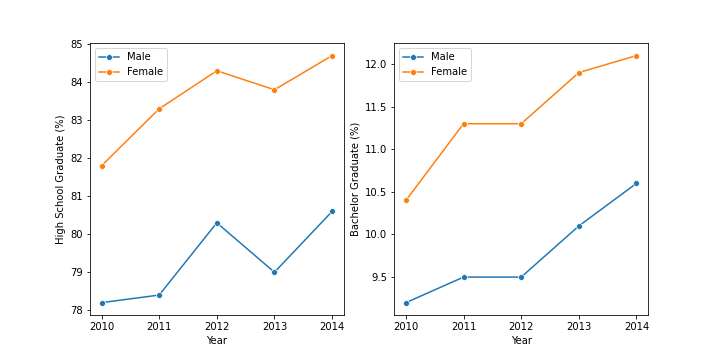 High School Graduate (%)
85
84
83
82
81
80
79
78
Male
Female
2010 2011 2012 2013 2014
Year
Bachelor Graduate (%)
12.0
11.5
11.0
10.5
10.0
9.5
Male
Female
2010 2011 2012 2013 2014
Year